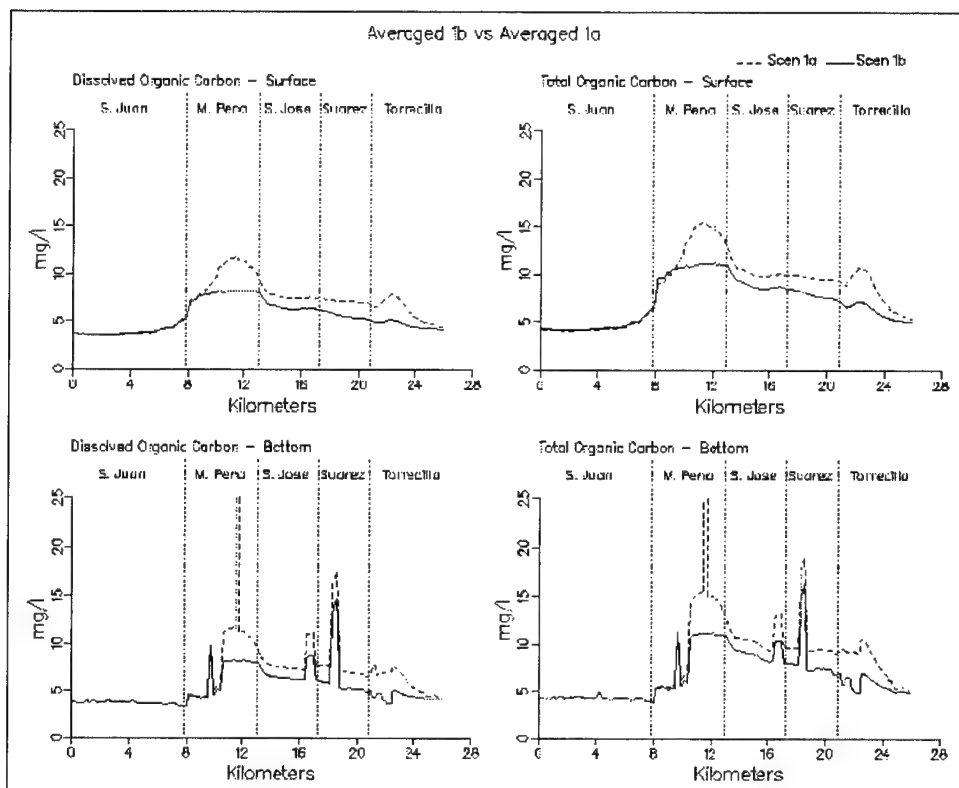 Averaged 1b vs Averaged 1a
Scen 1a Scen 1b
Dissolved Organic Carbon – Surface
S. Juan M. Pena S. Jose Suarez Torrecilla
25
20
15
10
5
0
mg/l
0 4 8 12 16 20 24 28
Kilometers
Total Organic Carbon – Surface
S. Juan M. Pena S. Jose Suarez Torrecilla
25
20
15
10
5
0
mg/l
0 4 8 12 16 20 24 28
Kilometers
Dissolved Organic Carbon – Bottom
S. Juan M. Pena S. Jose Suarez Torrecilla
25
20
15
10
5
0
mg/l
0 4 8 12 16 20 24 28
Kilometers
Total Organic Carbon – Bottom
S. Juan M. Pena S. Jose Suarez Torrecilla
25
20
15
10
5
0
mg/l
0 4 8 12 16 20 24 28
Kilometers